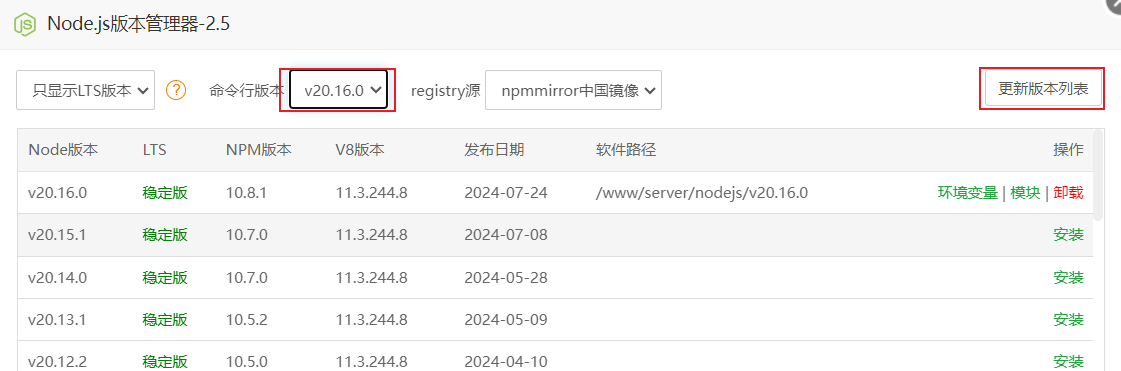 Node.js版本管理器-2.5
只显示LTS版本 ? 命令行版本 v20.16.0 registry源 npmmirror中国镜像 更新版本列表
Node版本 LTS NPM版本 V8版本 发布日期 软件路径 操作
v20.16.0 稳定版 10.8.1 11.3.244.8 2024-07-24 /www/server/nodejs/v20.16.0 环境变量 | 模块 | 卸载
v20.15.1 稳定版 10.7.0 11.3.244.8 2024-07-08 安装
v20.14.0 稳定版 10.7.0 11.3.244.8 2024-05-28 安装
v20.13.1 稳定版 10.5.2 11.3.244.8 2024-05-09 安装
v20.12.2 稳定版 10.5.0 11.3.244.8 2024-04-10 安装